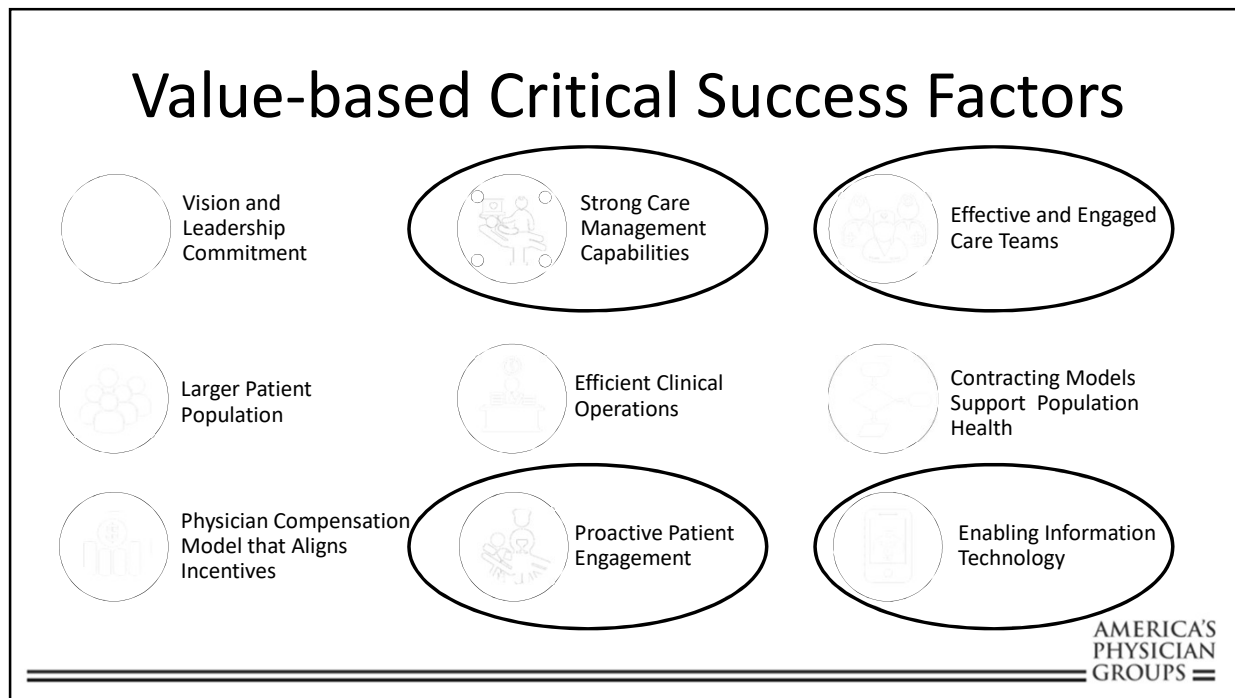 Value-based Critical Success Factors
Vision and
Leadership
Commitment
Strong Care
Management
Capabilities
Effective and Engaged
Care Teams
Larger Patient
Population
Efficient Clinical
Operations
Contracting Models
Support  Population
Health
Physician Compensation
Model that Aligns
Incentives
Proactive Patient
Engagement
Enabling Information
Technology
AMERICA'S
PHYSICIAN
GROUPS